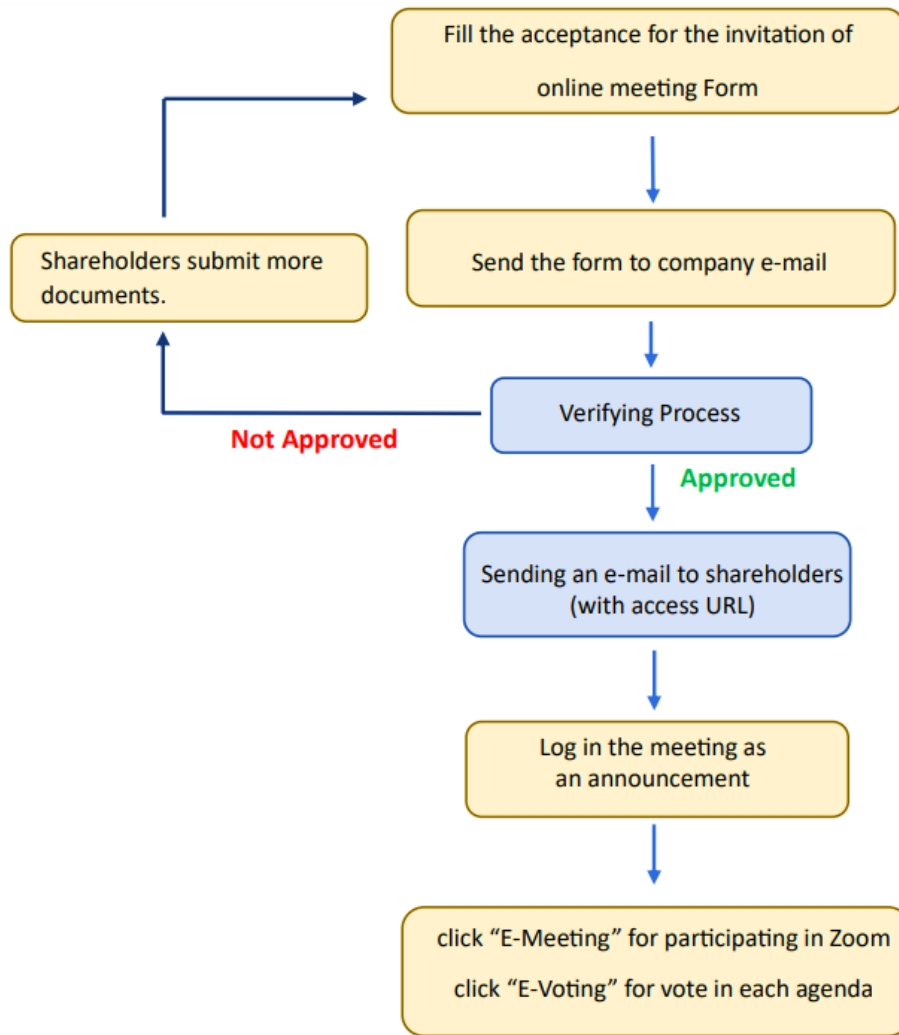 Fill the acceptance for the invitation of
online meeting Form
Shareholders submit more
documents.
Send the form to company e-mail
Verifying Process
Not Approved
Approved
Sending an e-mail to shareholders
(with access URL)
Log in the meeting as
an announcement
click “E-Meeting” for participating in Zoom
click “E-Voting” for vote in each agenda